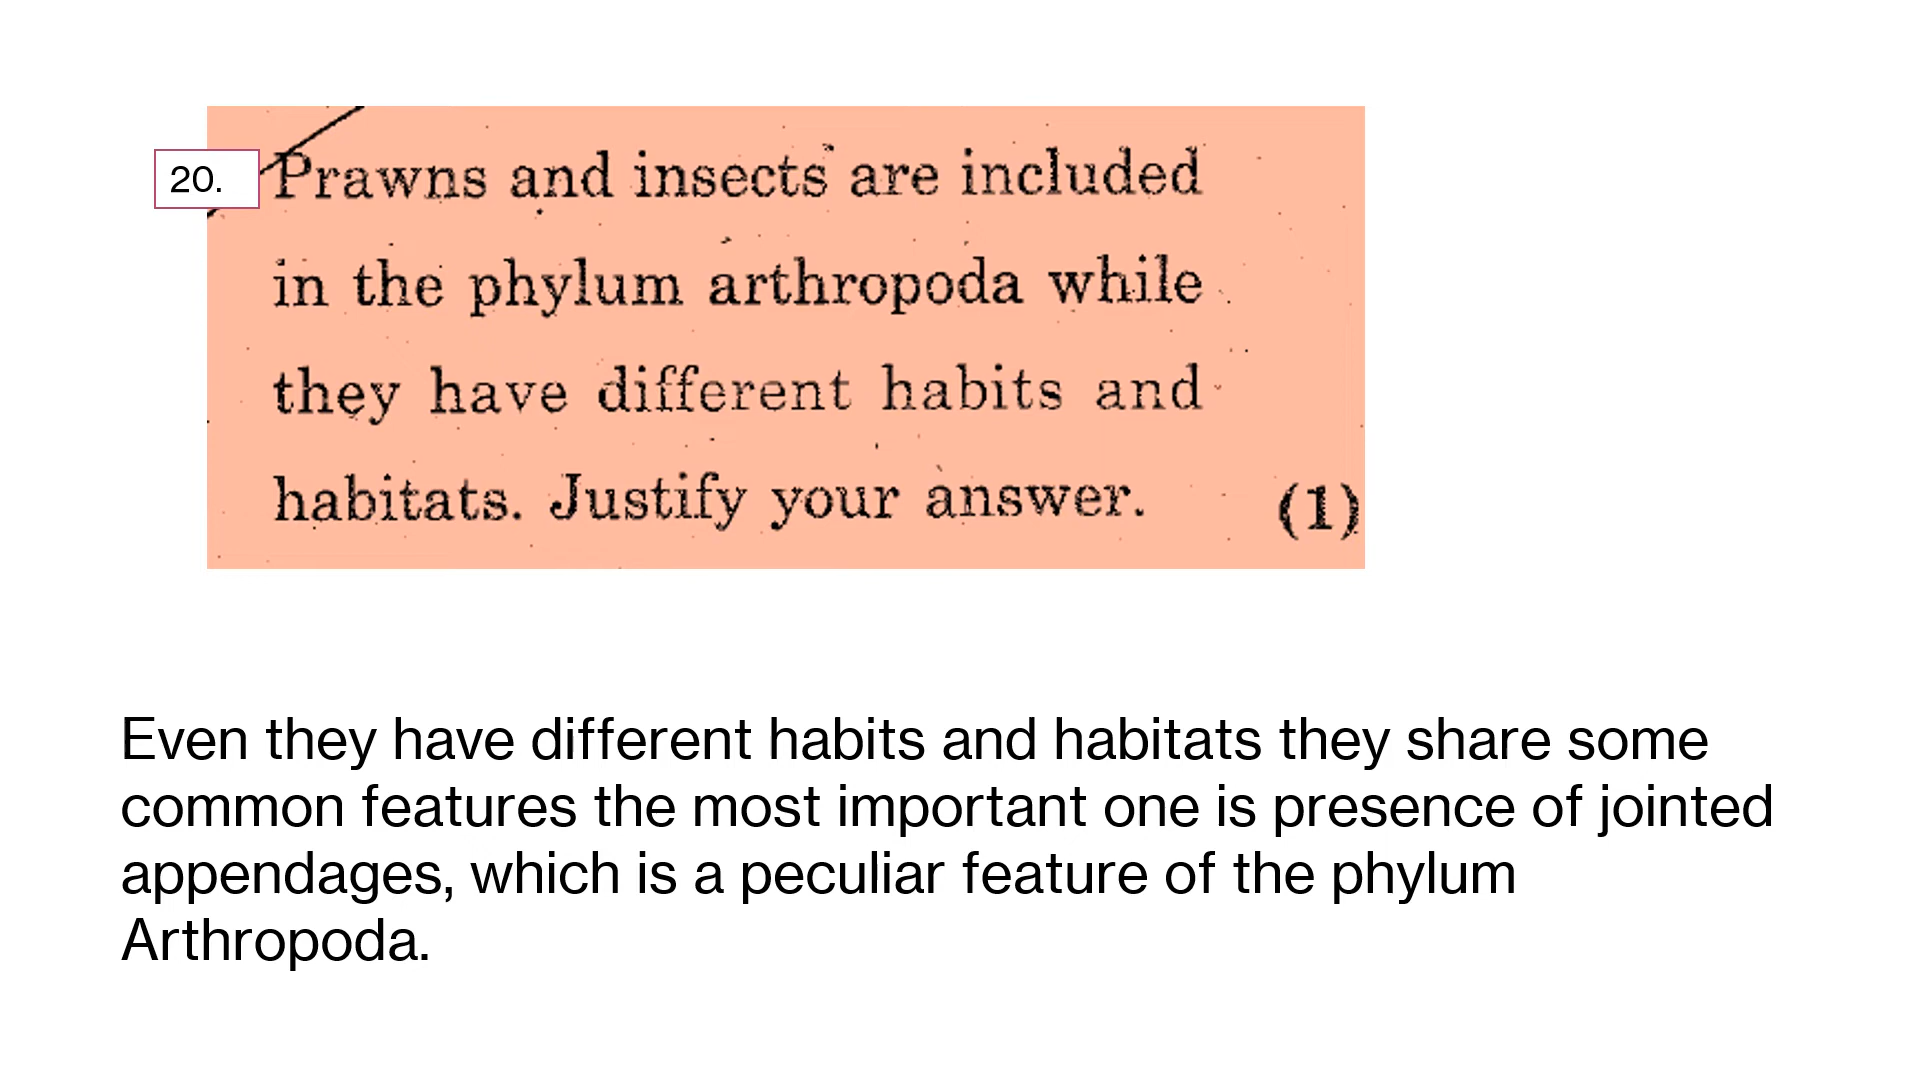 20. Prawns and insects are included
in the phylum arthropoda while
they have different habits and
habitats. Justify your answer. (1)
Even they have different habits and habitats they share some
common features the most important one is presence of jointed
appendages, which is a peculiar feature of the phylum
Arthropoda.